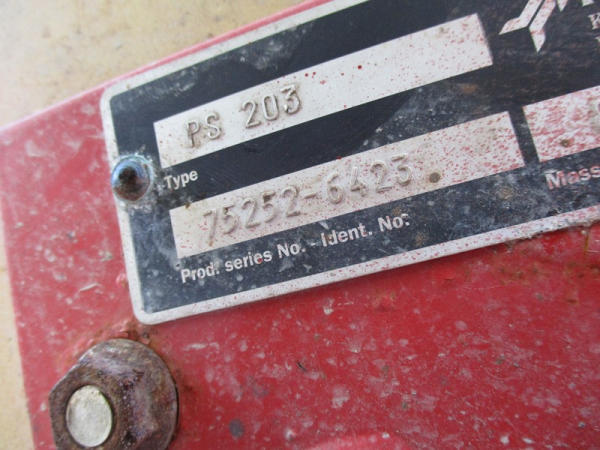 PS 203
Type
75252-6423
Prod. series No. - Ident. No:
Mass